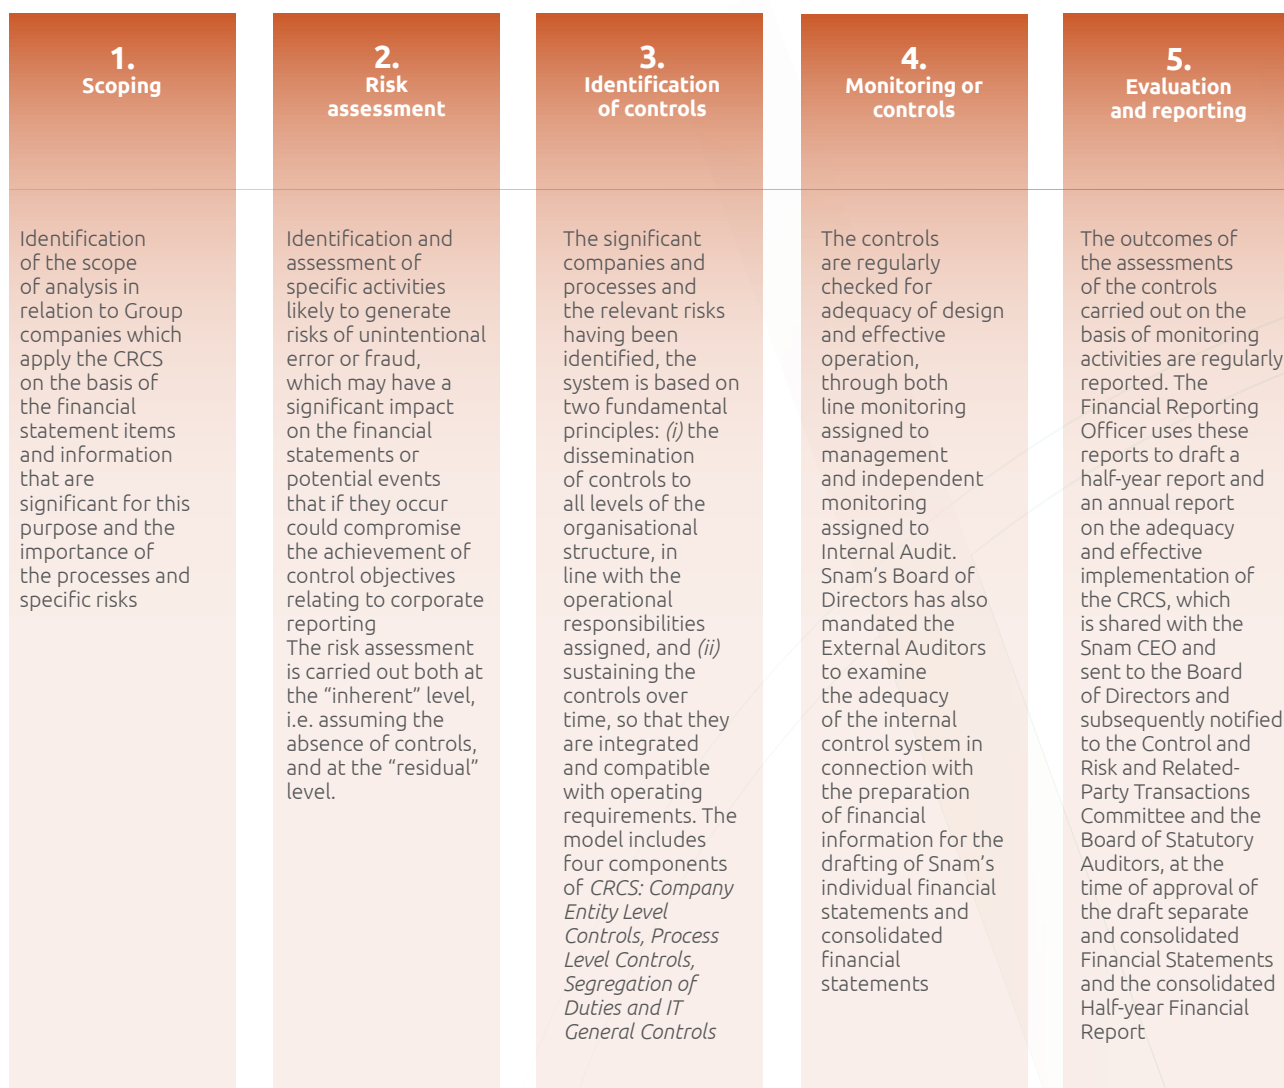 1.
Scoping
Identification
of the scope
of analysis in
relation to Group
companies which
apply the CRCS
on the basis of
the financial
statement items
and information
that are
significant for this
purpose and the
importance of
the processes and
specific risks
2.
Risk
assessment
Identification and
assessment of
specific activities
likely to generate
risks of unintentional
error or fraud,
which may have a
significant impact
on the financial
statements or
potential events
that if they occur
could compromise
the achievement of
control objectives
relating to corporate
reporting
The risk assessment
is carried out both at
the “inherent” level,
i.e. assuming the
absence of controls,
and at the “residual”
level.
3.
Identification
of controls
The significant
companies and
processes and
the relevant risks
having been
identified, the
system is based on
two fundamental
principles: (i) the
dissemination
of controls to
all levels of the
organisational
structure, in
line with the
operational
responsibilities
assigned, and (ii)
sustaining the
controls over
time, so that they
are integrated
and compatible
with operating
requirements. The
model includes
four components
of CRCS: Company
Entity Level
Controls, Process
Level Controls,
Segregation of
Duties and IT
General Controls
4.
Monitoring or
controls
The controls
are regularly
checked for
adequacy of design
and effective
operation,
through both
line monitoring
assigned to
management
and independent
monitoring
assigned to
Internal Audit.
Snam’s Board of
Directors has also
mandated the
External Auditors
to examine
the adequacy
of the internal
control system in
connection with
the preparation
of financial
information for the
drafting of Snam’s
individual financial
statements and
consolidated
financial
statements
5.
Evaluation
and reporting
The outcomes of
the assessments
of the controls
carried out on the
basis of monitoring
activities are regularly
reported. The
Financial Reporting
Officer uses these
reports to draft a
half-year report and
an annual report
on the adequacy
and effective
implementation of
the CRCS, which
is shared with the
Snam CEO and
sent to the Board
of Directors and
subsequently notified
to the Control and
Risk and Related-
Party Transactions
Committee and the
Board of Statutory
Auditors, at the
time of approval of
the draft separate
and consolidated
Financial Statements
and the consolidated
Half-year Financial
Report